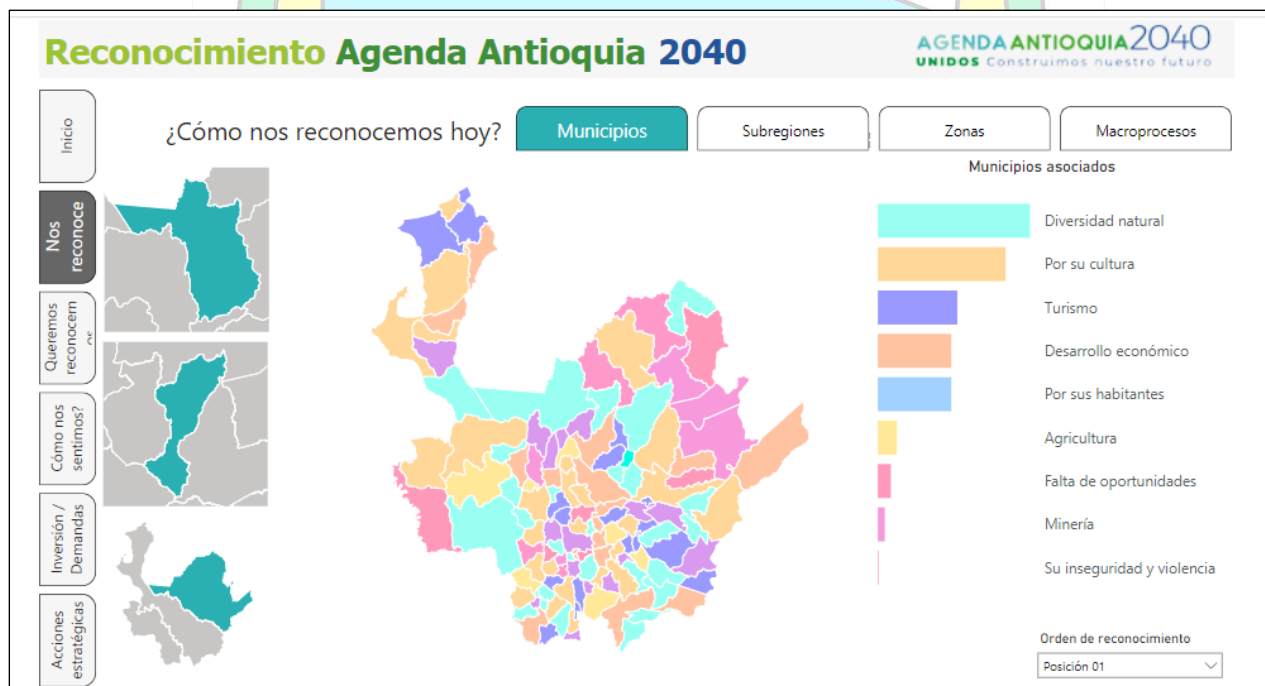 Reconocimiento Agenda Antioquia 2040
AGENDA ANTIOQUIA 2040
UNIDOS Construimos nuestro futuro
¿Cómo nos reconocemos hoy?
Municipios
Subregiones
Zonas
Macroprocesos
Inicio
Nos
reconoce
Queremos
reconocern
os
Cómo nos
sentimos?
Inversión /
Demandas
Acciones
estratégicas
Municipios asociados
Diversidad natural
Por su cultura
Turismo
Desarrollo económico
Por sus habitantes
Agricultura
Falta de oportunidades
Minería
Su inseguridad y violencia
Orden de reconocimiento
Posición 01